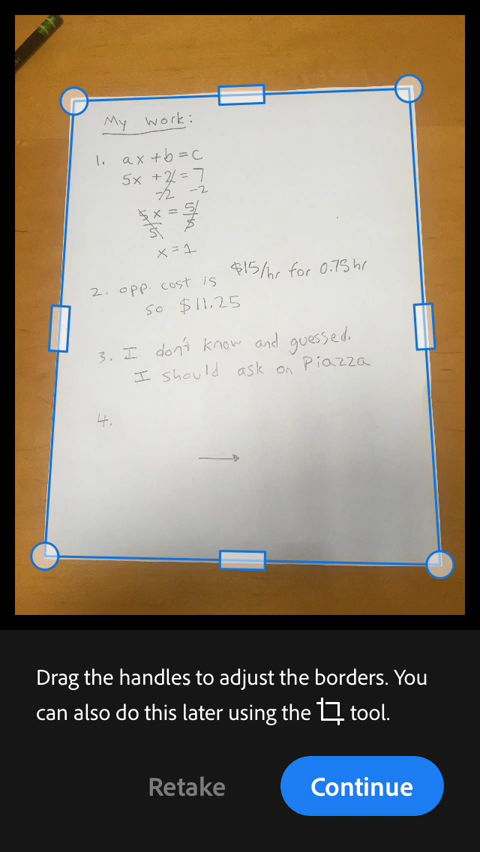 My work:
1. ax + b = c
5x + 2 = 7
-2 -2
5x = 5
5 5
x = 1
2. opp. cost is $15/hr for 0.75 hr
so $11.25
3. I don't know and guessed.
I should ask on Piazza
4.
→
Drag the handles to adjust the borders. You
can also do this later using the tool.
Retake Continue